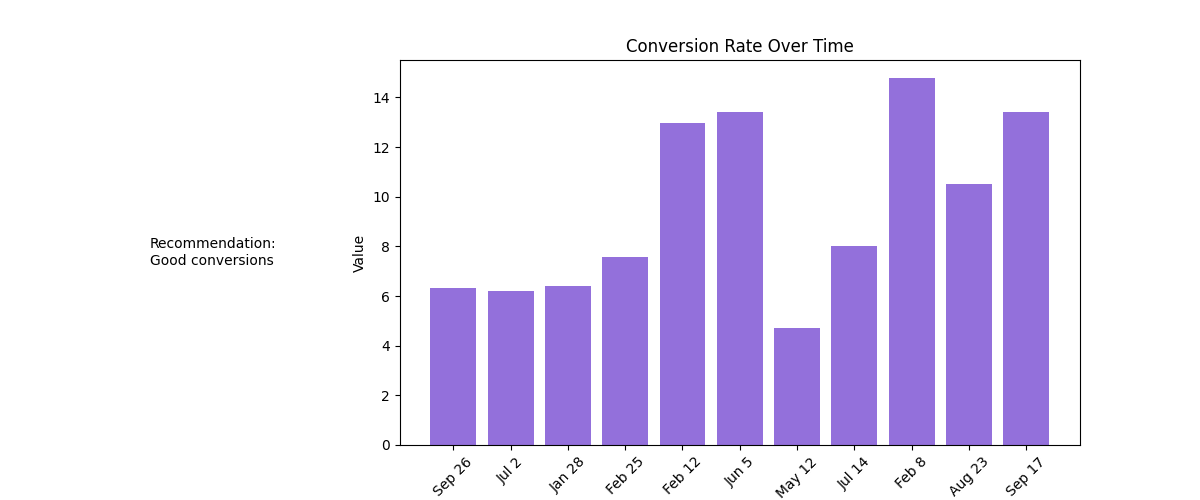 Conversion Rate Over Time
Recommendation:
Good conversions
Value
14
12
10
8
6
4
2
0
Sep 26
Jul 2
Jan 28
Feb 25
Feb 12
Jun 5
May 12
Jul 14
Feb 8
Aug 23
Sep 17